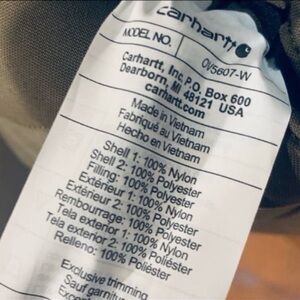 carhartt
MODEL NO. O/5607-W
Carhartt, Inc P.O. Box 600
Dearborn, MI 48121 USA
carhartt.com
Made in Vietnam
Fabriqué au Vietnam
Hecho en Vietnam
Shell 1: 100% Nylon
Shell 2: 100% Polyester
Filling: 100% Polyester
Extérieur 1: 100% Nylon
Extérieur 2: 100% Polyester
Rembourrage: 100% Polyester
Tela exterior 1: 100% Nylon
Tela exterior 2: 100% Poliéster
Relleno: 100% Poliéster
Exclusive trimming
Sauf garnitu
Excep